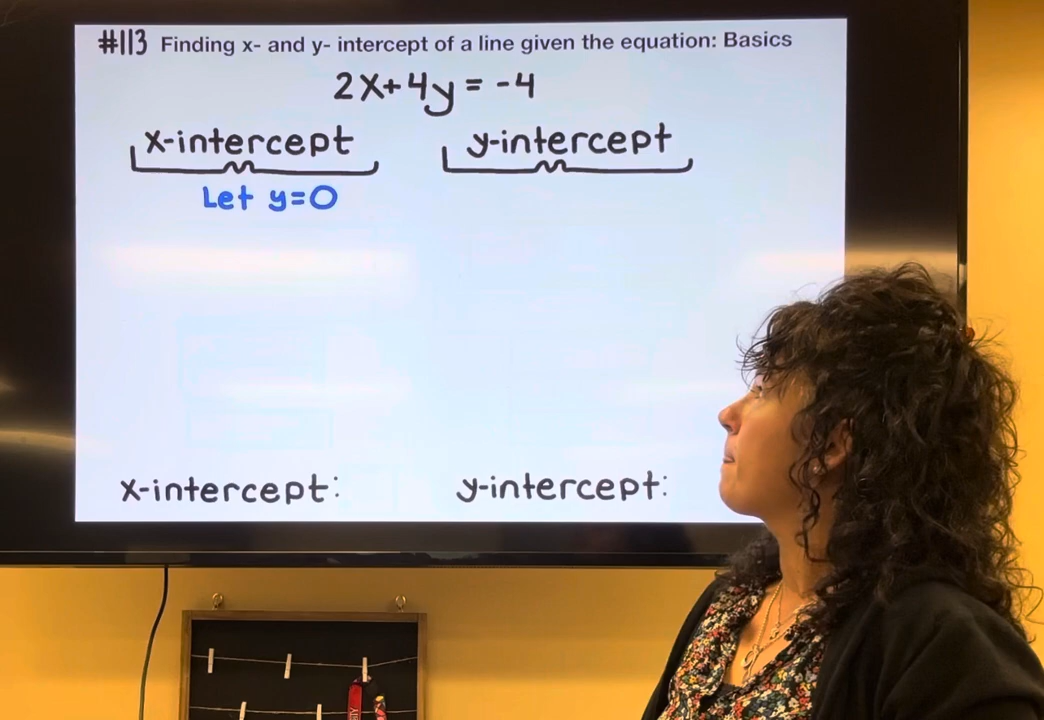 #113 Finding x- and y- intercept of a line given the equation: Basics
2x+4y = -4
x-intercept y-intercept
Let y=0
x-intercept: y-intercept: